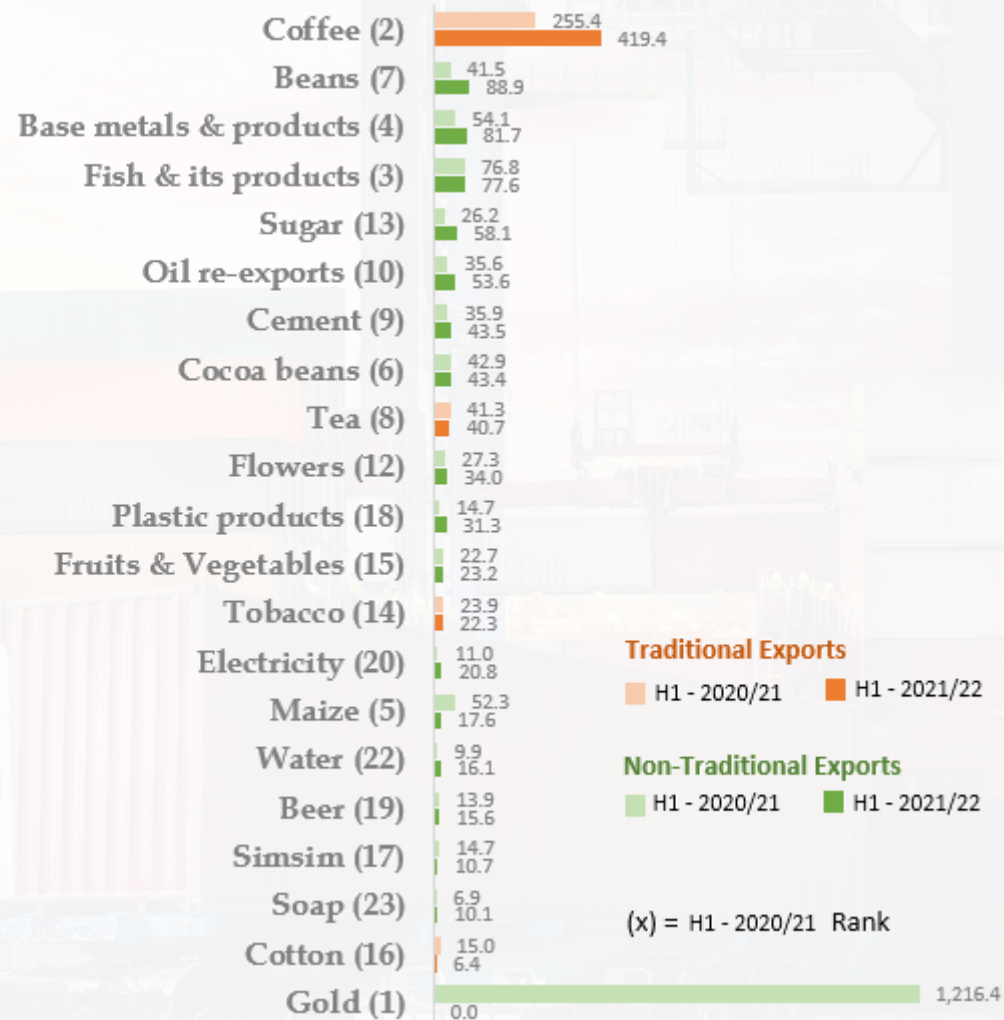 Coffee (2) 255.4
419.4
Beans (7) 41.5
88.9
Base metals & products (4) 54.1
81.7
Fish & its products (3) 76.8
77.6
Sugar (13) 26.2
58.1
Oil re-exports (10) 35.6
53.6
Cement (9) 35.9
43.5
Cocoa beans (6) 42.9
43.4
Tea (8) 41.3
40.7
Flowers (12) 27.3
34.0
Plastic products (18) 14.7
31.3
Fruits & Vegetables (15) 22.7
23.2
Tobacco (14) 23.9
22.3
Electricity (20) 11.0
20.8
Maize (5) 52.3
17.6
Water (22) 9.9
16.1
Beer (19) 13.9
15.6
Simsim (17) 14.7
10.7
Soap (23) 6.9
10.1
Cotton (16) 15.0
6.4
Gold (1) 1,216.4
0.0
Traditional Exports
H1 - 2020/21 H1 - 2021/22
Non-Traditional Exports
H1 - 2020/21 H1 - 2021/22
(x) = H1 - 2020/21 Rank